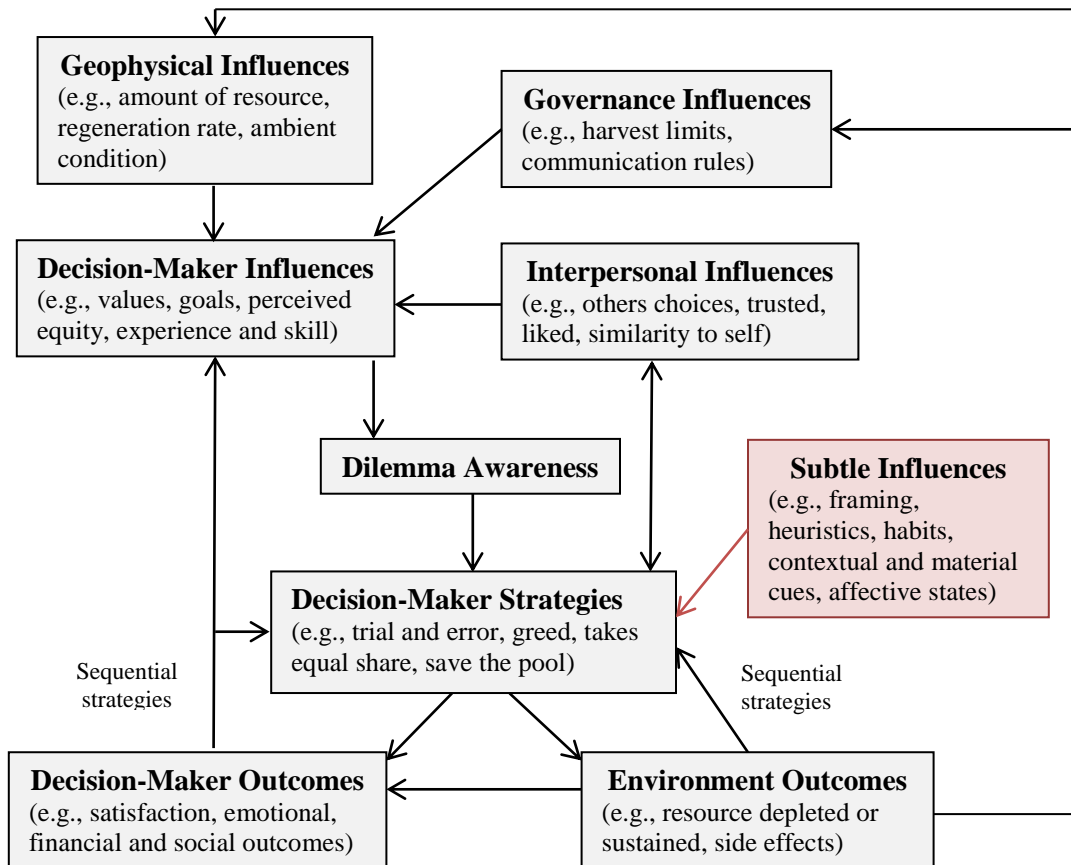 Geophysical Influences
(e.g., amount of resource,
regeneration rate, ambient
condition)
Governance Influences
(e.g., harvest limits,
communication rules)
Decision-Maker Influences
(e.g., values, goals, perceived
equity, experience and skill)
Interpersonal Influences
(e.g., others choices, trusted,
liked, similarity to self)
Dilemma Awareness
Subtle Influences
(e.g., framing,
heuristics, habits,
contextual and material
cues, affective states)
Decision-Maker Strategies
(e.g., trial and error, greed, takes
equal share, save the pool)
Sequential
strategies
Sequential
strategies
Decision-Maker Outcomes
(e.g., satisfaction, emotional,
financial and social outcomes)
Environment Outcomes
(e.g., resource depleted or
sustained, side effects)